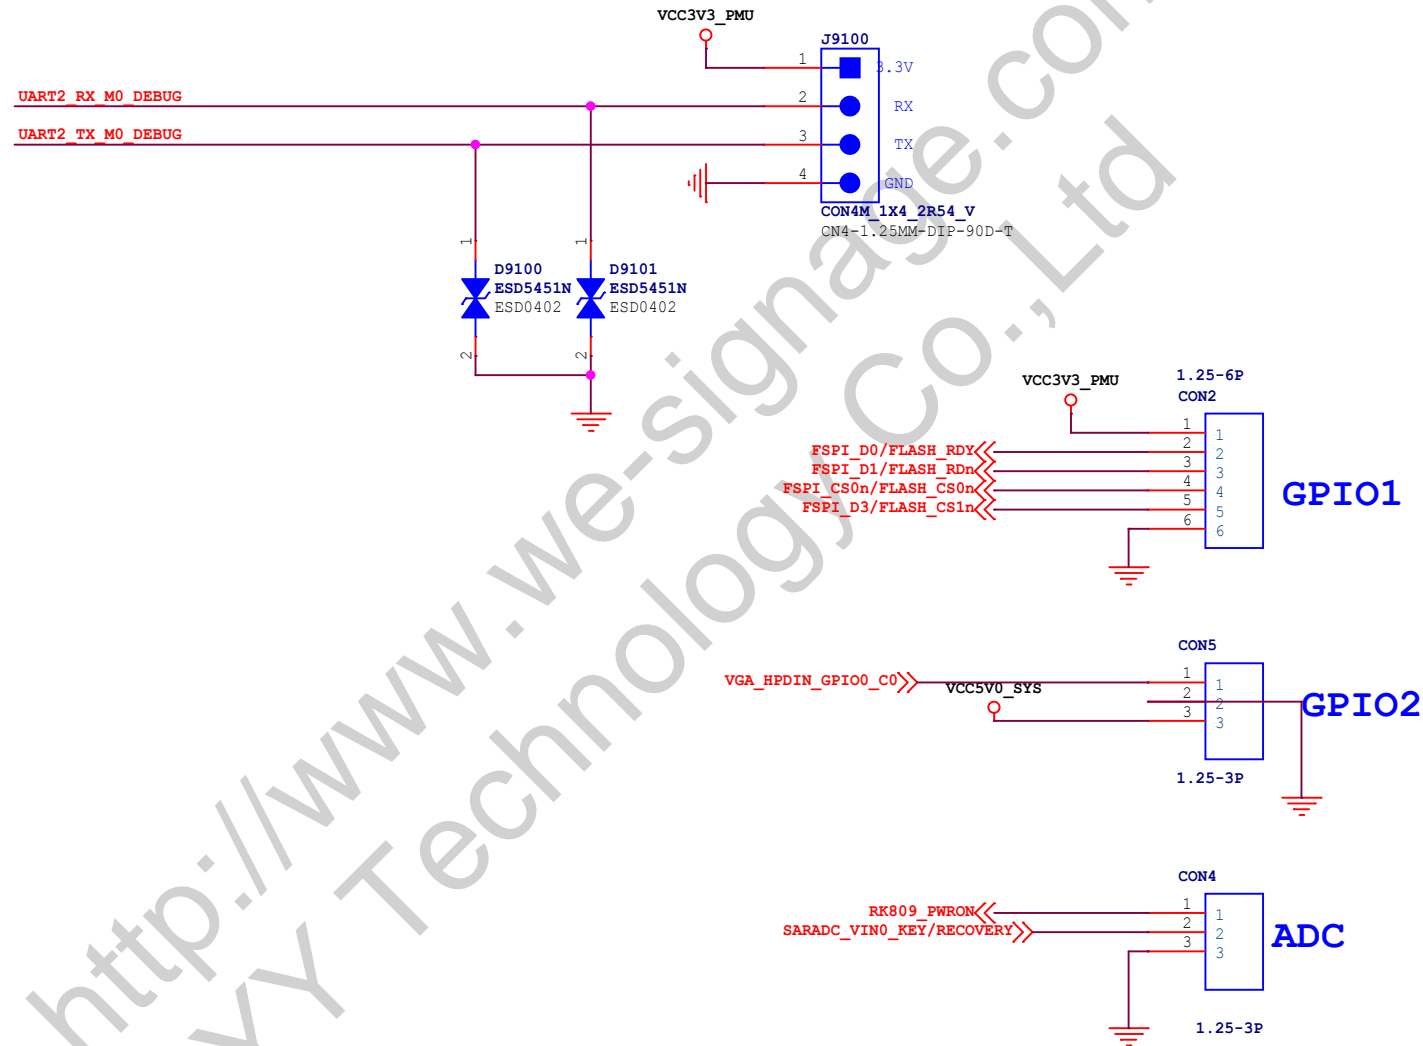 VCC3V3_PMU
J9100
1
3.3V
UART2_RX_M0_DEBUG
2
RX
UART2_TX_M0_DEBUG
3
TX
4
GND
CON4M_1X4_2R54_V
CN4-1.25MM-DIP-90D-T
1
1
D9100
D9101
ESD5451N
ESD5451N
ESD0402
ESD0402
2
2
VCC3V3_PMU
1.25-6P
CON2
1
1
FSPI_D0/FLASH_RDY
2
2
FSPI_D1/FLASH_RDn
3
3
FSPI_CS0n/FLASH_CS0n
4
4
FSPI_D3/FLASH_CS1n
5
5
6
6
GPIO1
CON5
VGA_HPDIN_GPIO0_C0
1
1
VCC5V0_SYS
2
2
3
3
GPIO2
1.25-3P
CON4
RK809_PWRON
1
1
SARADC_VIN0_KEY/RECOVERY
2
2
3
3
ADC
1.25-3P
http://www.we-signage.com
YY Technology Co.,Ltd